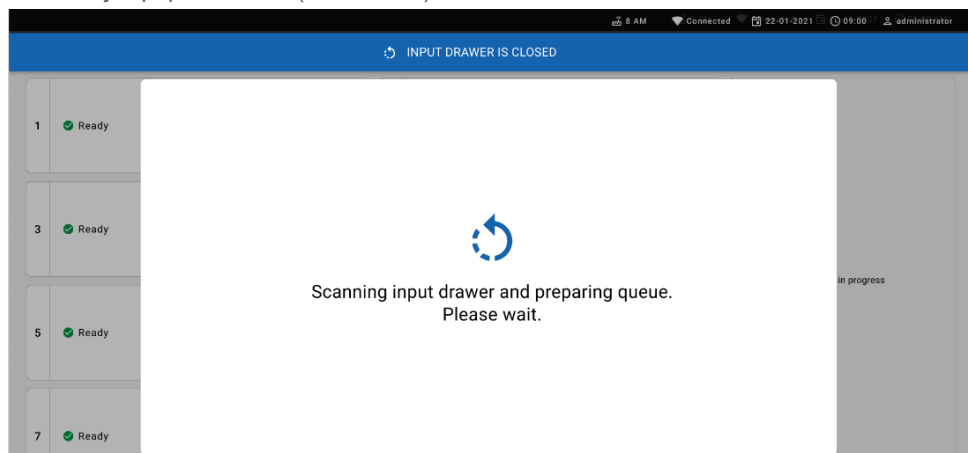 8 AM Connected 22-01-2021 09:00 administrator
INPUT DRAWER IS CLOSED
1 Ready
3 Ready
Scanning input drawer and preparing queue.
Please wait.
in progress
5 Ready
7 Ready